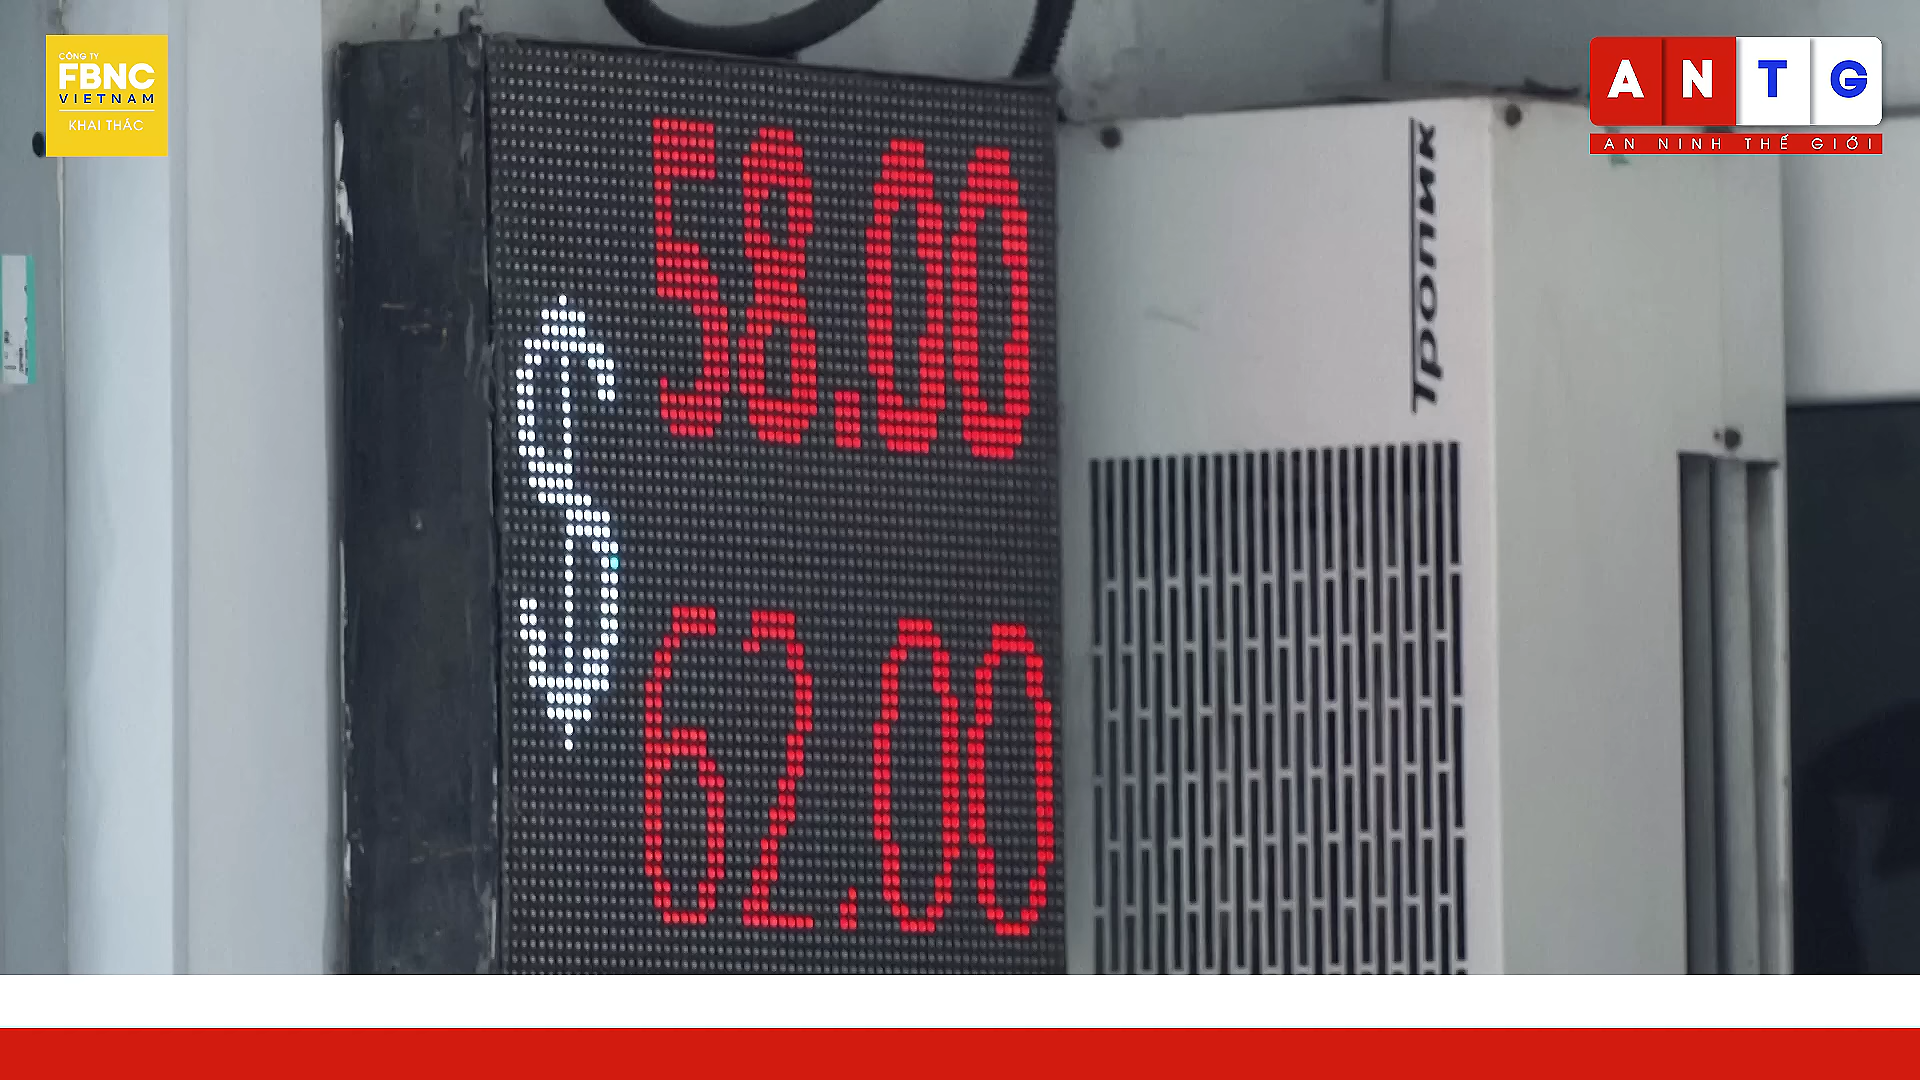 CÔNG TY
FBNC
VIETNAM
KHAI THÁC
ANTG
AN NINH THẾ GIỚI
58.00
$
62.00
Тропик